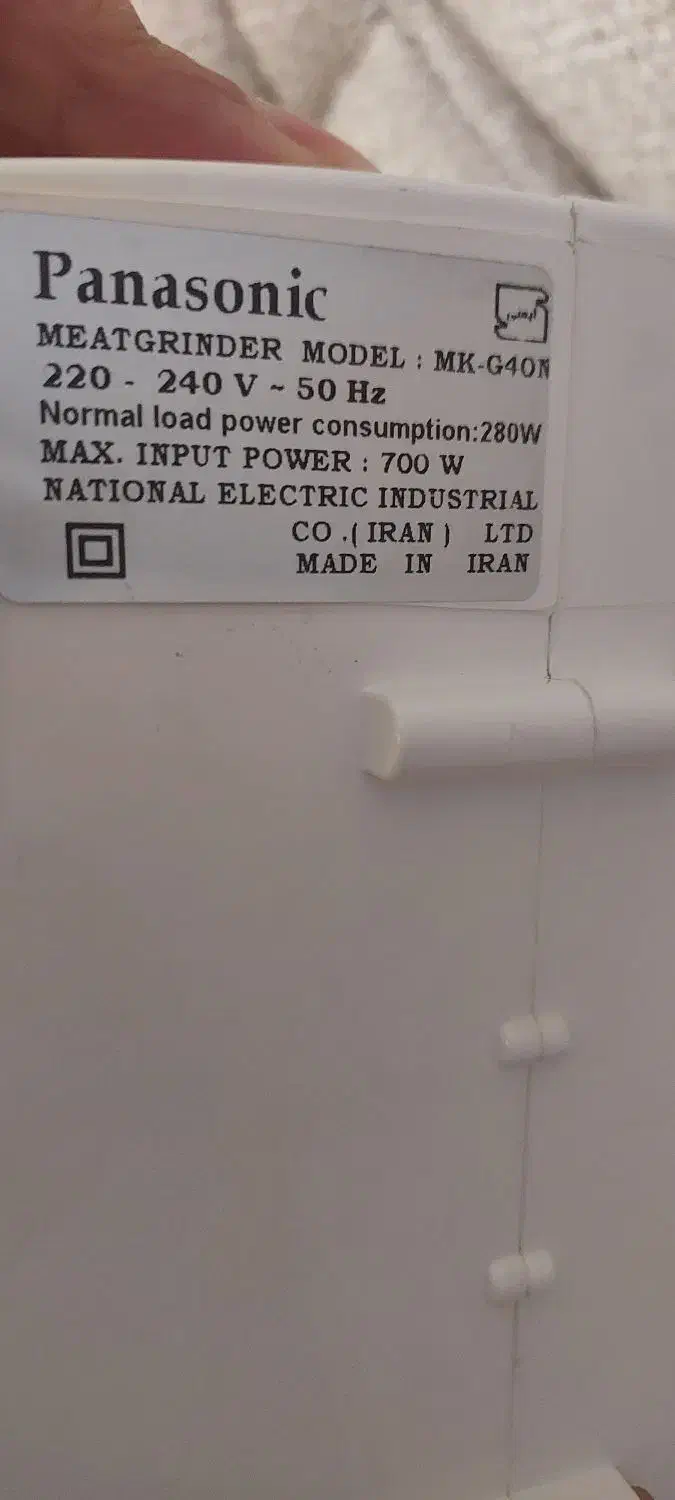 Panasonic
MEATGRINDER MODEL : MK-G40N
220 - 240 V ~ 50 Hz
Normal load power consumption:280W
MAX. INPUT POWER : 700 W
NATIONAL ELECTRIC INDUSTRIAL
CO .( IRAN ) LTD
MADE IN IRAN